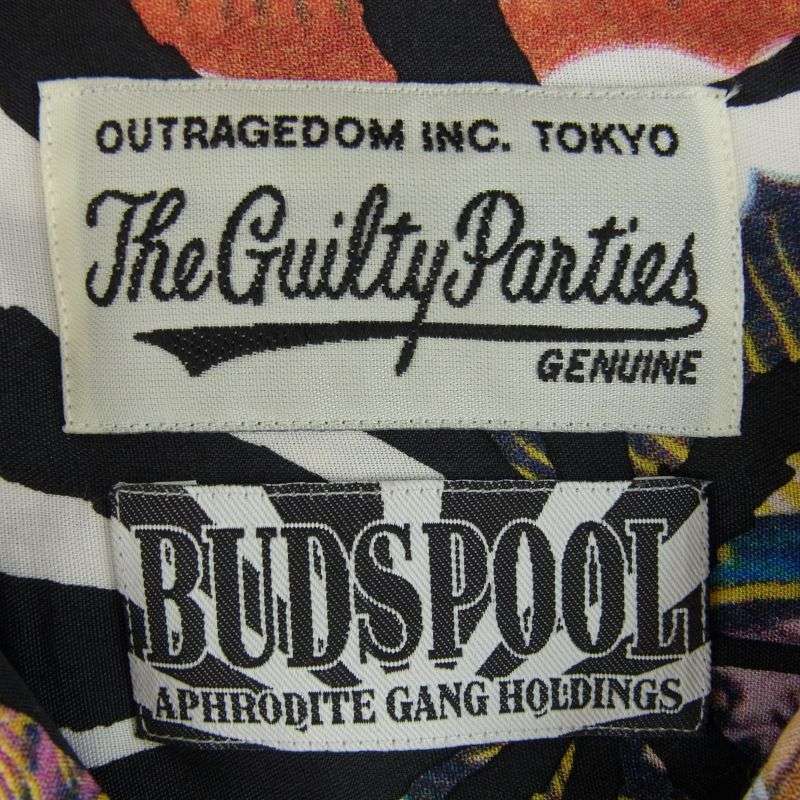 OUTRAGEDOM INC. TOKYO
The Guilty Parties
GENUINE
BUDSPOOL
APHRODITE GANG HOLDINGS